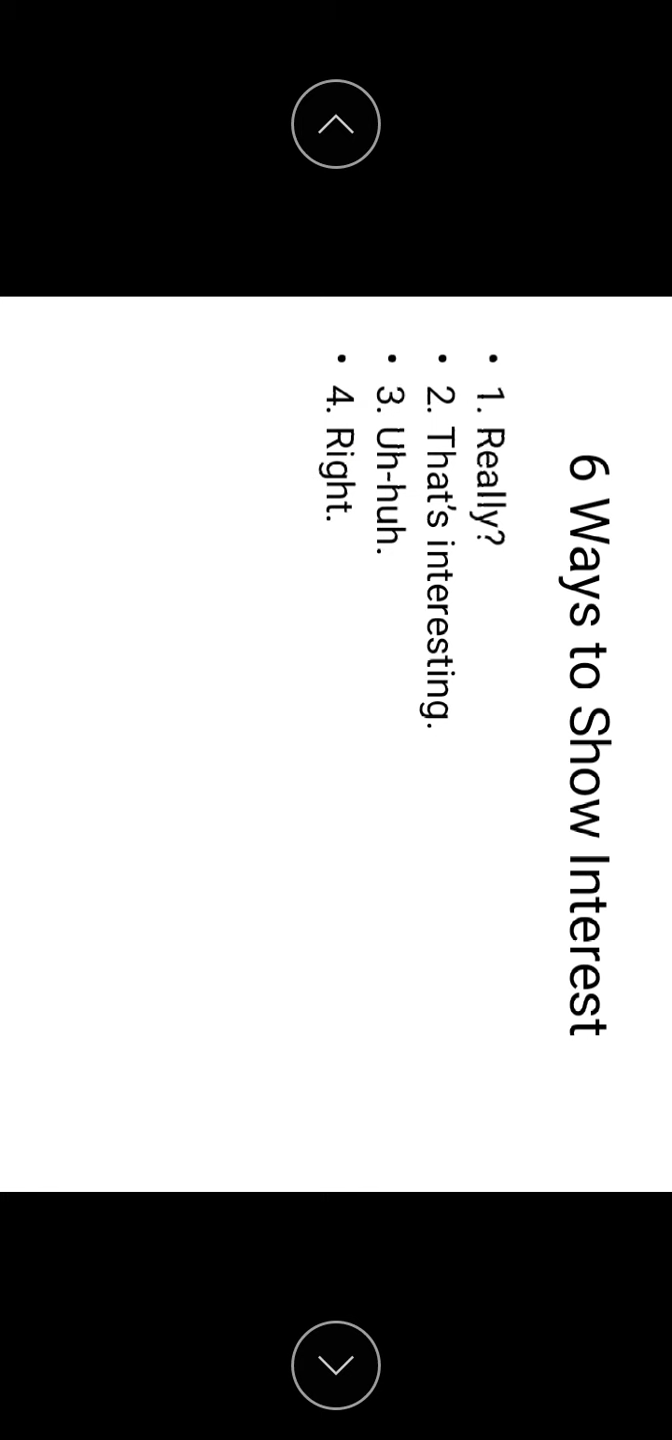 6 Ways to Show Interest
• 1. Really?
• 2. That's interesting.
• 3. Uh-huh.
• 4. Right.